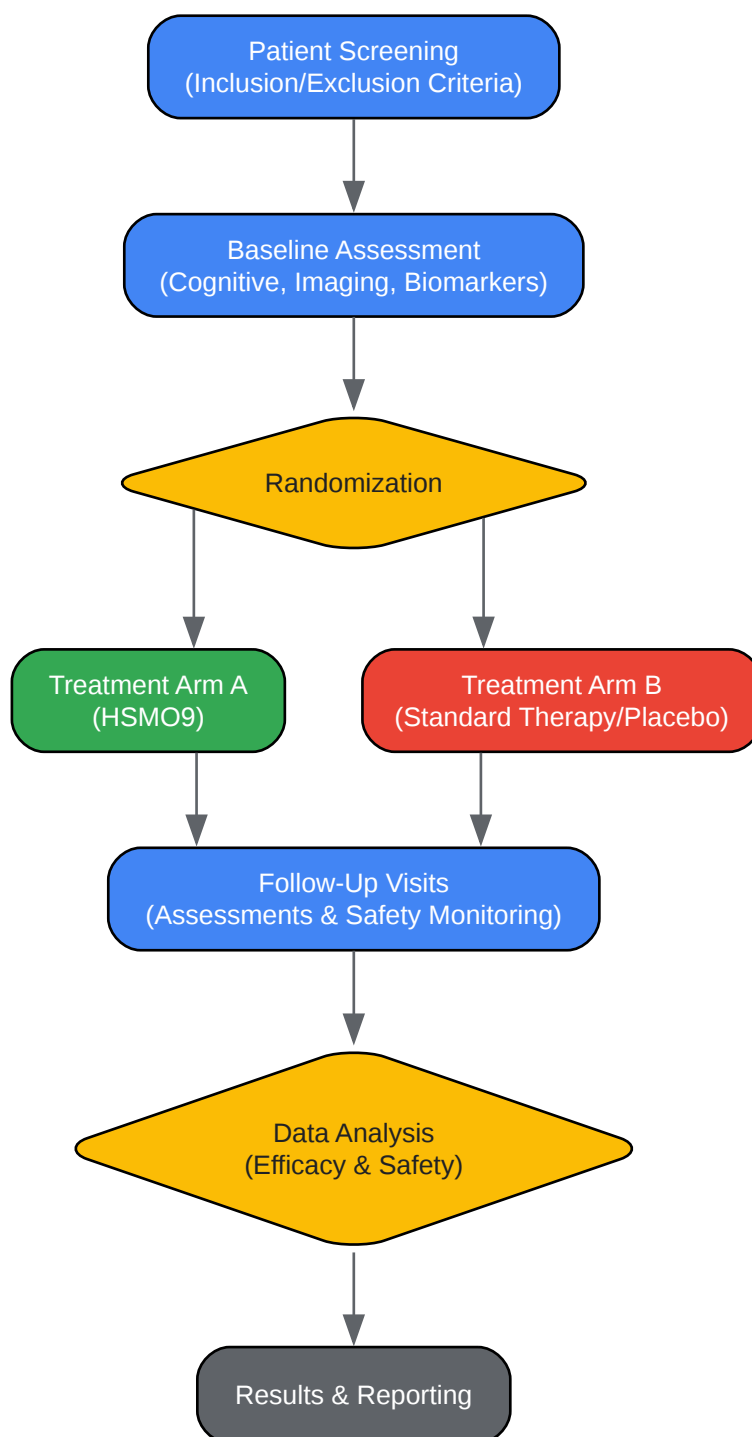 Patient Screening
(Inclusion/Exclusion Criteria)
Baseline Assessment
(Cognitive, Imaging, Biomarkers)
Randomization
Treatment Arm A
(HSMO9)
Treatment Arm B
(Standard Therapy/Placebo)
Follow-Up Visits
(Assessments & Safety Monitoring)
Data Analysis
(Efficacy & Safety)
Results & Reporting